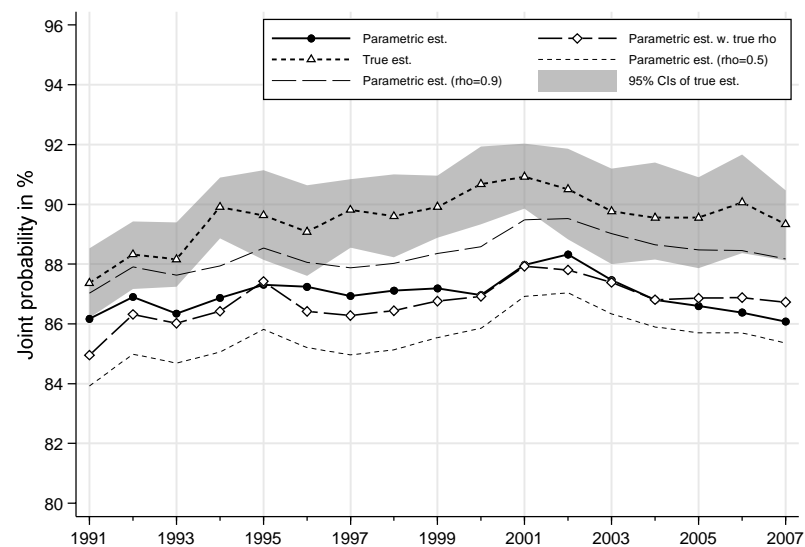 Parametric est.
True est.
Parametric est. (rho=0.9)
Parametric est. w. true rho
Parametric est. (rho=0.5)
95% CIs of true est.
Joint probability in %
96
94
92
90
88
86
84
82
80
1991
1993
1995
1997
1999
2001
2003
2005
2007